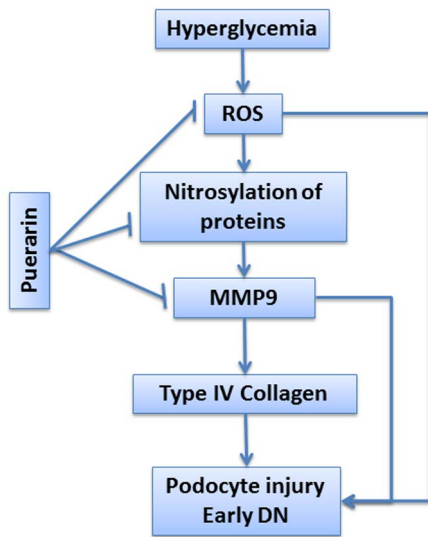 Hyperglycemia
ROS
Nitrosylation of
proteins
Puerarin
MMP9
Type IV Collagen
Podocyte injury
Early DN